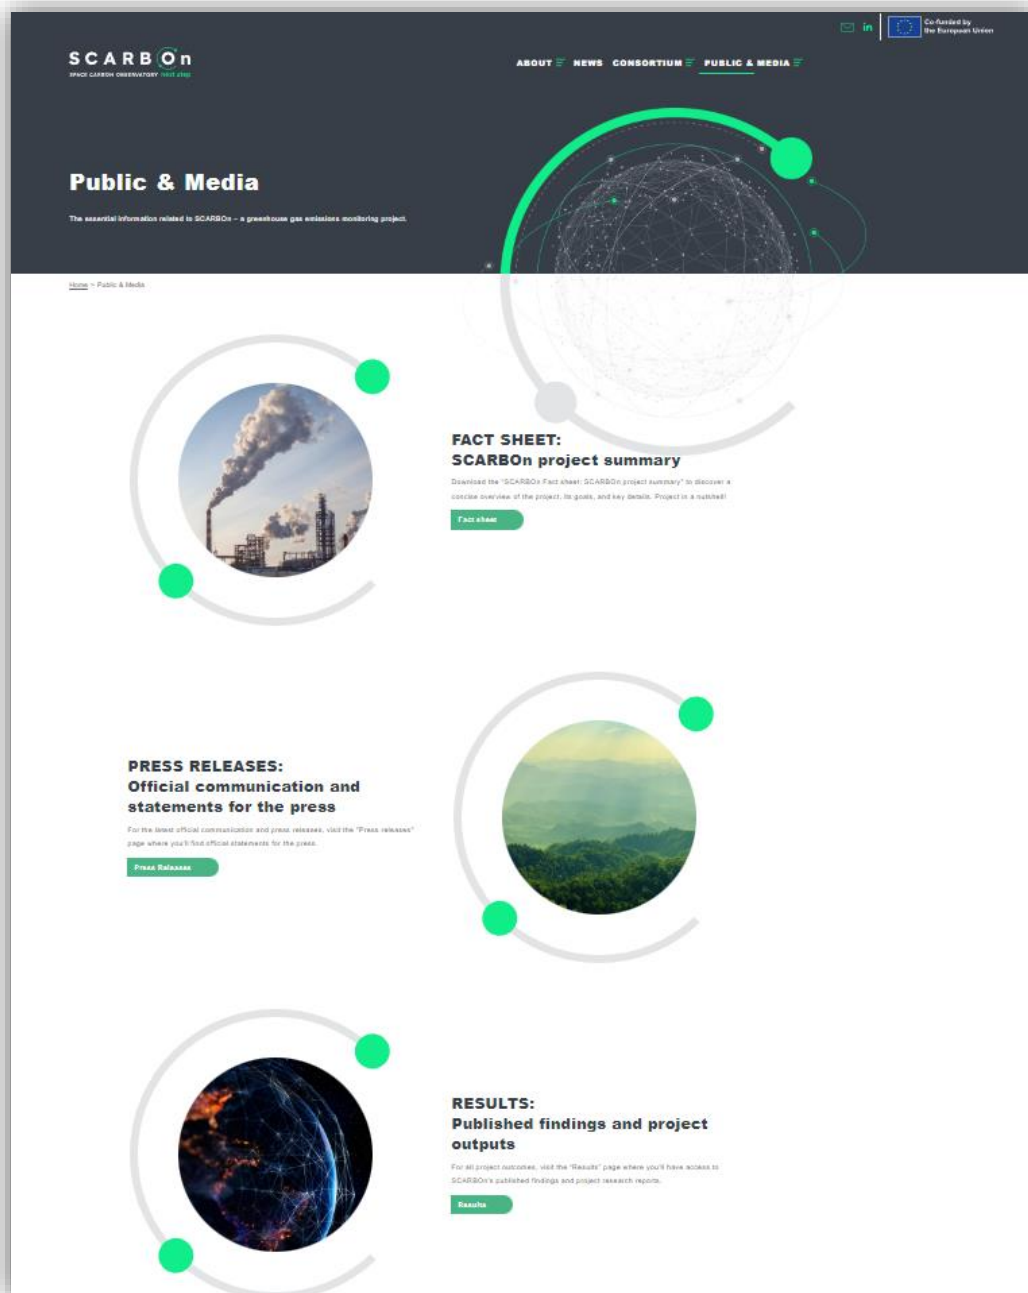 Co-funded by
the European Union
in
SCARBOn
SPACE CARBON OBSERVATORY next step
ABOUT NEWS CONSORTIUM PUBLIC & MEDIA
Public & Media
The essential information related to SCARBOn – a greenhouse gas emissions monitoring project.
Home > Public & Media
FACT SHEET:
SCARBOn project summary
Download the "SCARBOn Fact sheet: SCARBOn project summary" to discover a
concise overview of the project, its goals, and key details. Project in a nutshell!
Fact sheet
PRESS RELEASES:
Official communication and
statements for the press
For the latest official communication and press releases, visit the "Press releases"
page where you'll find official statements for the press.
Press Releases
RESULTS:
Published findings and project
outputs
For all project outcomes, visit the "Results" page where you'll have access to
SCARBOn's published findings and project research reports.
Results